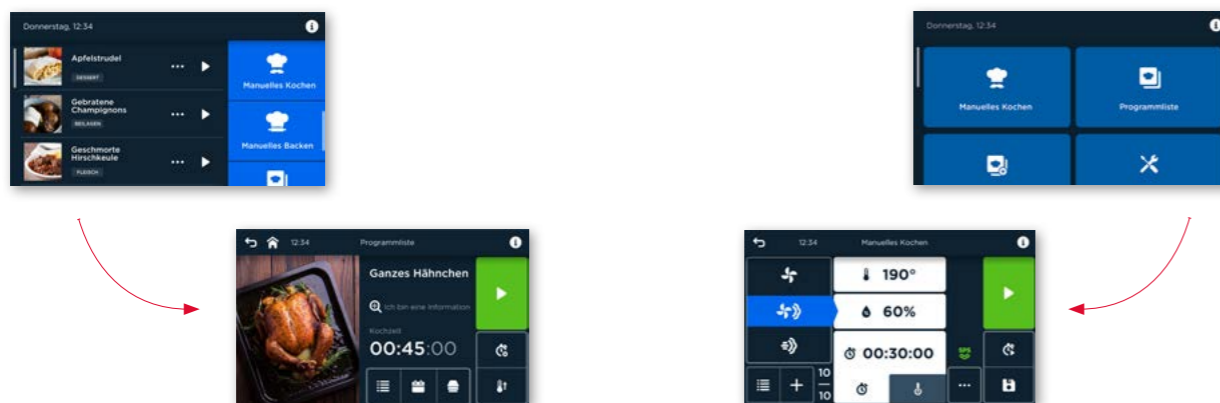 Donnerstag, 12:34
Apfelstrudel
DESSERT
Gebratene
Champignons
BEILAGEN
Geschmorte
Hirschkeule
FLEISCH
Manuelles Kochen
Manuelles Backen
Donnerstag, 12:34
Manuelles Kochen
Programmliste
12:34
Programmliste
Ganzes Hähnchen
Ich bin eine Information
Kochzeit
00:45:00
12:34
Manuelles Kochen
190°
60%
00:30:00
10
10